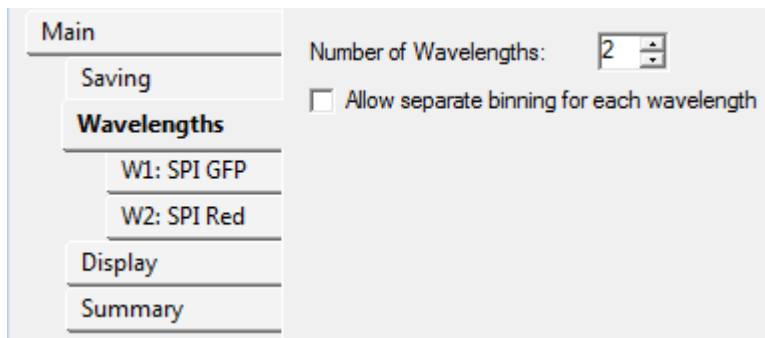 Main
Saving
Wavelengths
W1: SPI GFP
W2: SPI Red
Display
Summary
Number of Wavelengths: 2
Allow separate binning for each wavelength